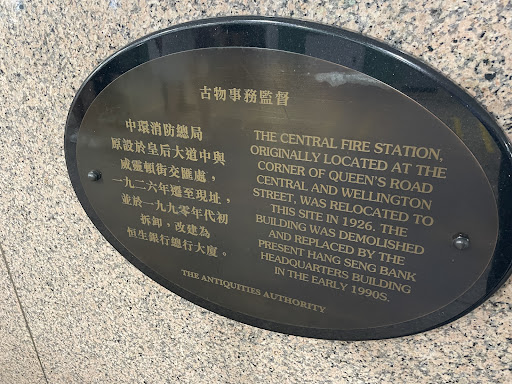 古物事務監督
中環消防總局
原設於皇后大道中與
威靈頓街交匯處，
一九二六年遷至現址，
並於一九九零年代初
拆卸，改建為
恒生銀行總行大廈。
THE CENTRAL FIRE STATION,
ORIGINALLY LOCATED AT THE
CORNER OF QUEEN'S ROAD
CENTRAL AND WELLINGTON
STREET, WAS RELOCATED TO
THIS SITE IN 1926. THE
BUILDING WAS DEMOLISHED
AND REPLACED BY THE
PRESENT HANG SENG BANK
HEADQUARTERS BUILDING
IN THE EARLY 1990S.
THE ANTIQUITIES AUTHORITY